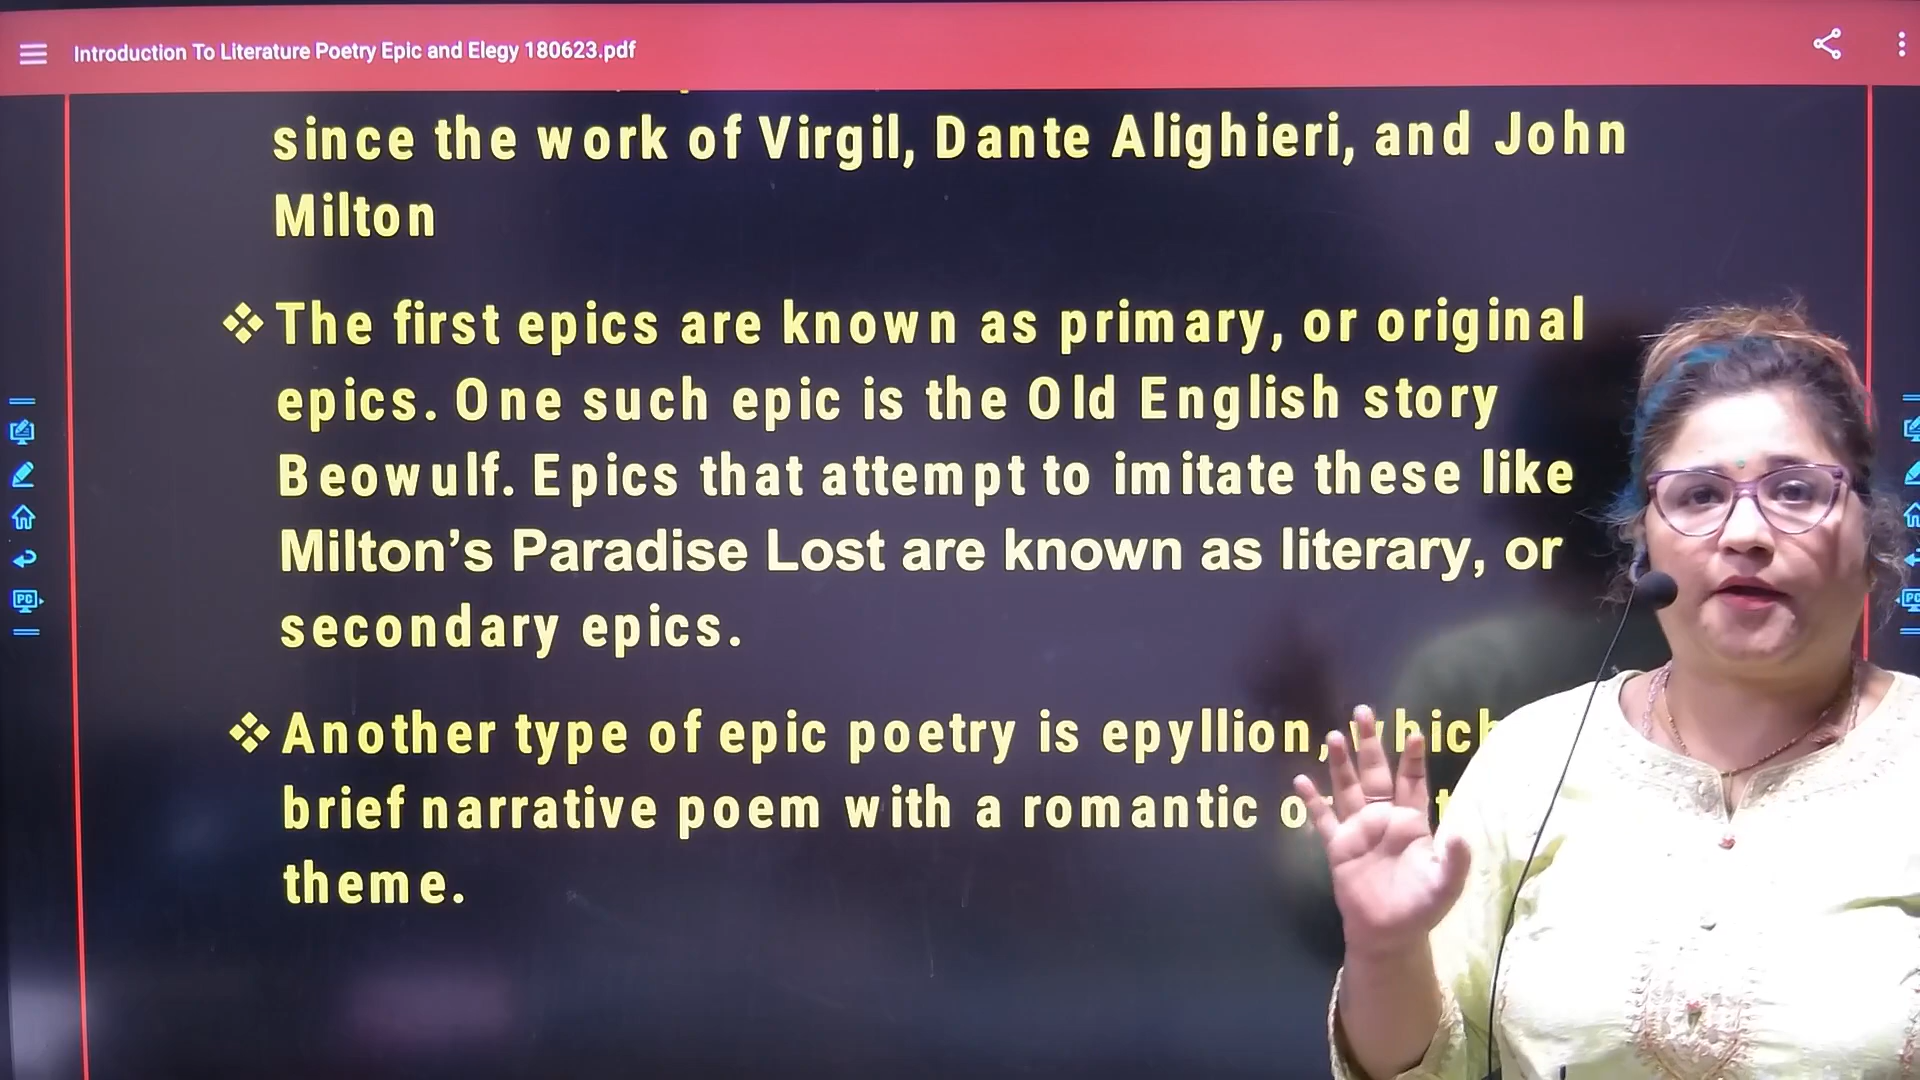 Introduction To Literature Poetry Epic and Elegy 180623.pdf
since the work of Virgil, Dante Alighieri, and John
Milton
❖ The first epics are known as primary, or original
epics. One such epic is the Old English story
Beowulf. Epics that attempt to imitate these like
Milton's Paradise Lost are known as literary, or
secondary epics.
❖ Another type of epic poetry is epyllion, which
brief narrative poem with a romantic
theme.
PC
PC